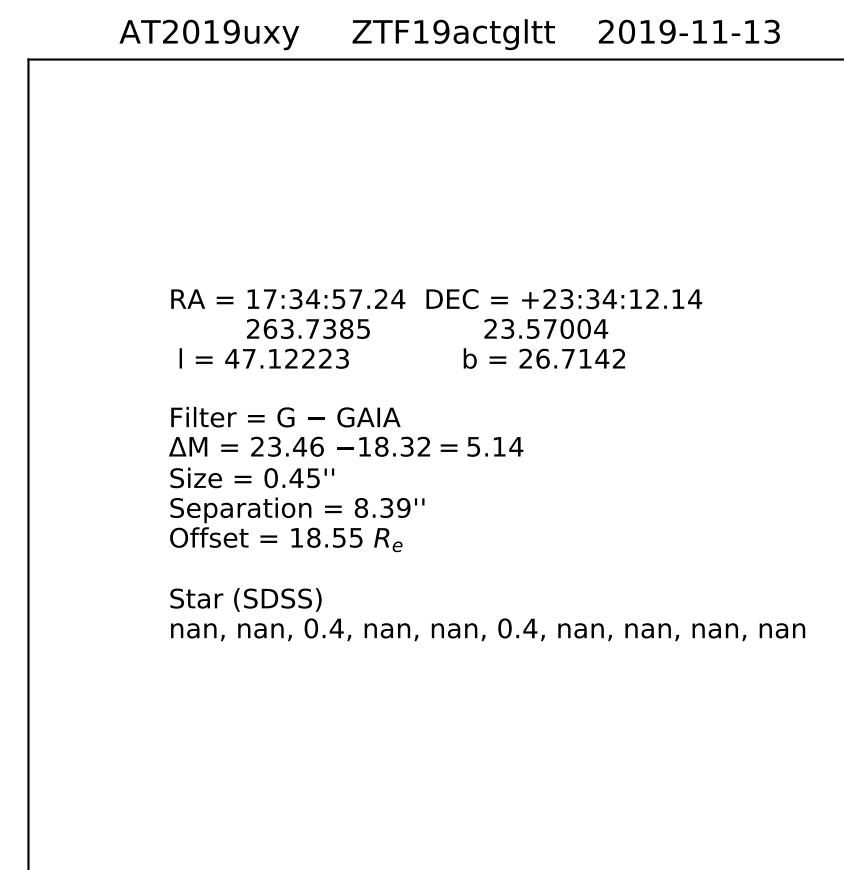 AT2019uxy ZTF19actgltt 2019-11-13
RA = 17:34:57.24 DEC = +23:34:12.14
263.7385 23.57004
l = 47.12223 b = 26.7142
Filter = G − GAIA
ΔM = 23.46 −18.32 = 5.14
Size = 0.45''
Separation = 8.39''
Offset = 18.55 Rₑ
Star (SDSS)
nan, nan, 0.4, nan, nan, 0.4, nan, nan, nan, nan